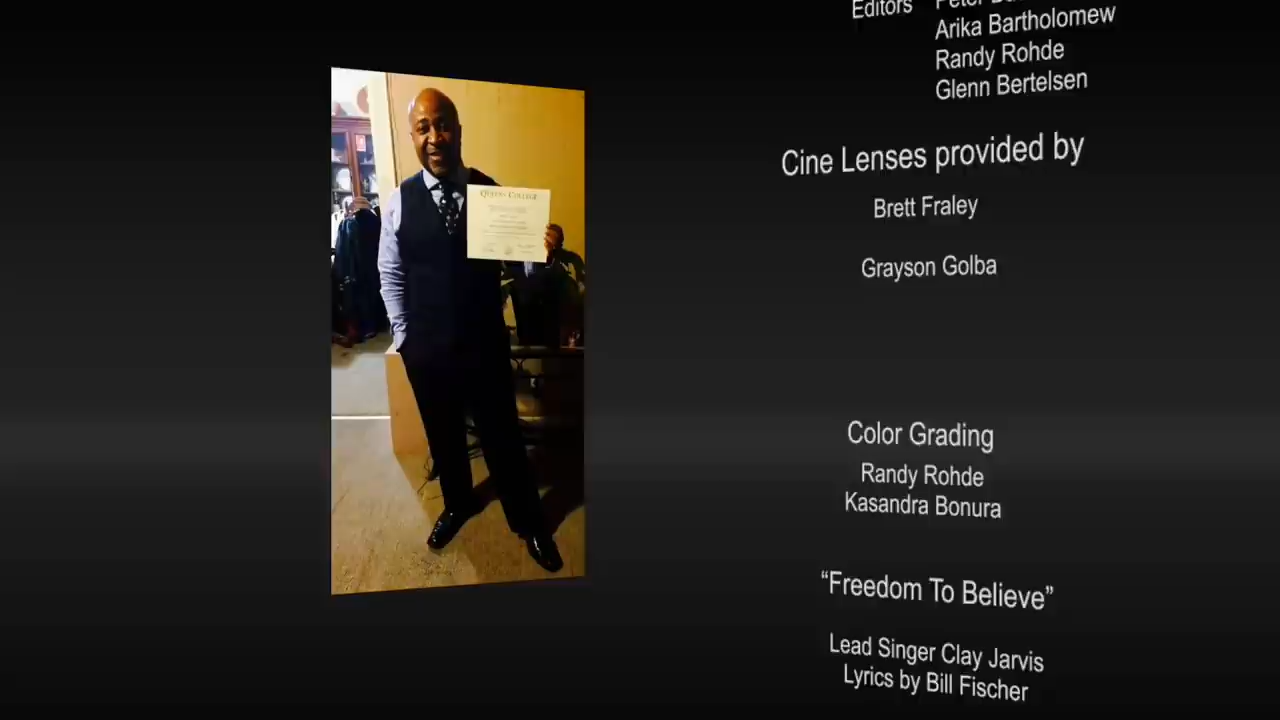 Editors
Arika Bartholomew
Randy Rohde
Glenn Bertelsen
Cine Lenses provided by
Brett Fraley
Grayson Golba
Color Grading
Randy Rohde
Kasandra Bonura
“Freedom To Believe”
Lead Singer Clay Jarvis
Lyrics by Bill Fischer
COLLEGE